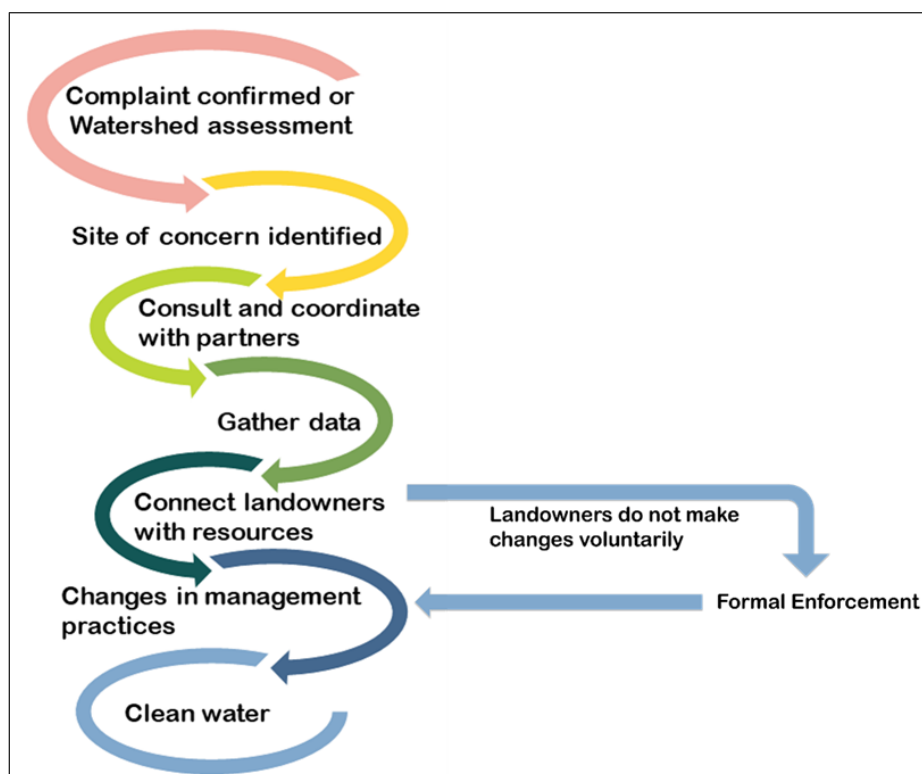 Complaint confirmed or
Watershed assessment
Site of concern identified
Consult and coordinate
with partners
Gather data
Connect landowners
with resources
Landowners do not make
changes voluntarily
Changes in management
practices
Formal Enforcement
Clean water